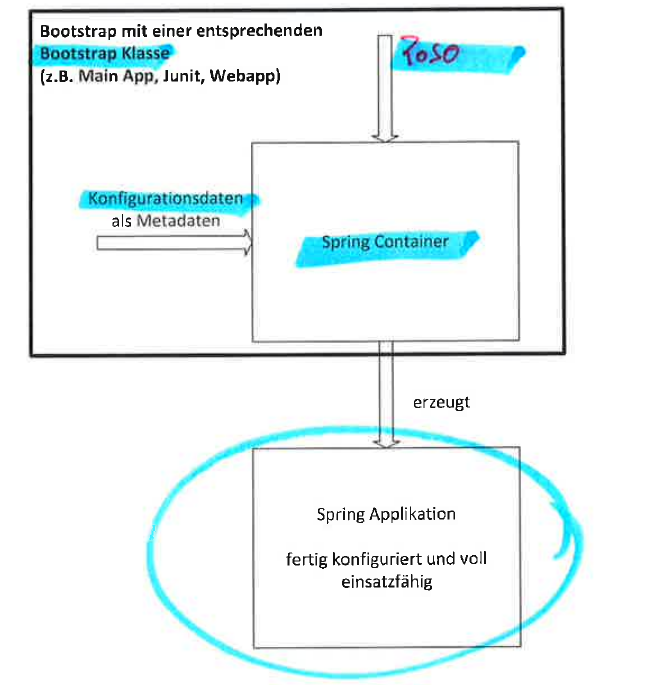 Bootstrap mit einer entsprechenden
Bootstrap Klasse
(z.B. Main App, Junit, Webapp)
POSO
Konfigurationsdaten
als Metadaten
Spring Container
erzeugt
Spring Applikation
fertig konfiguriert und voll
einsatzfähig